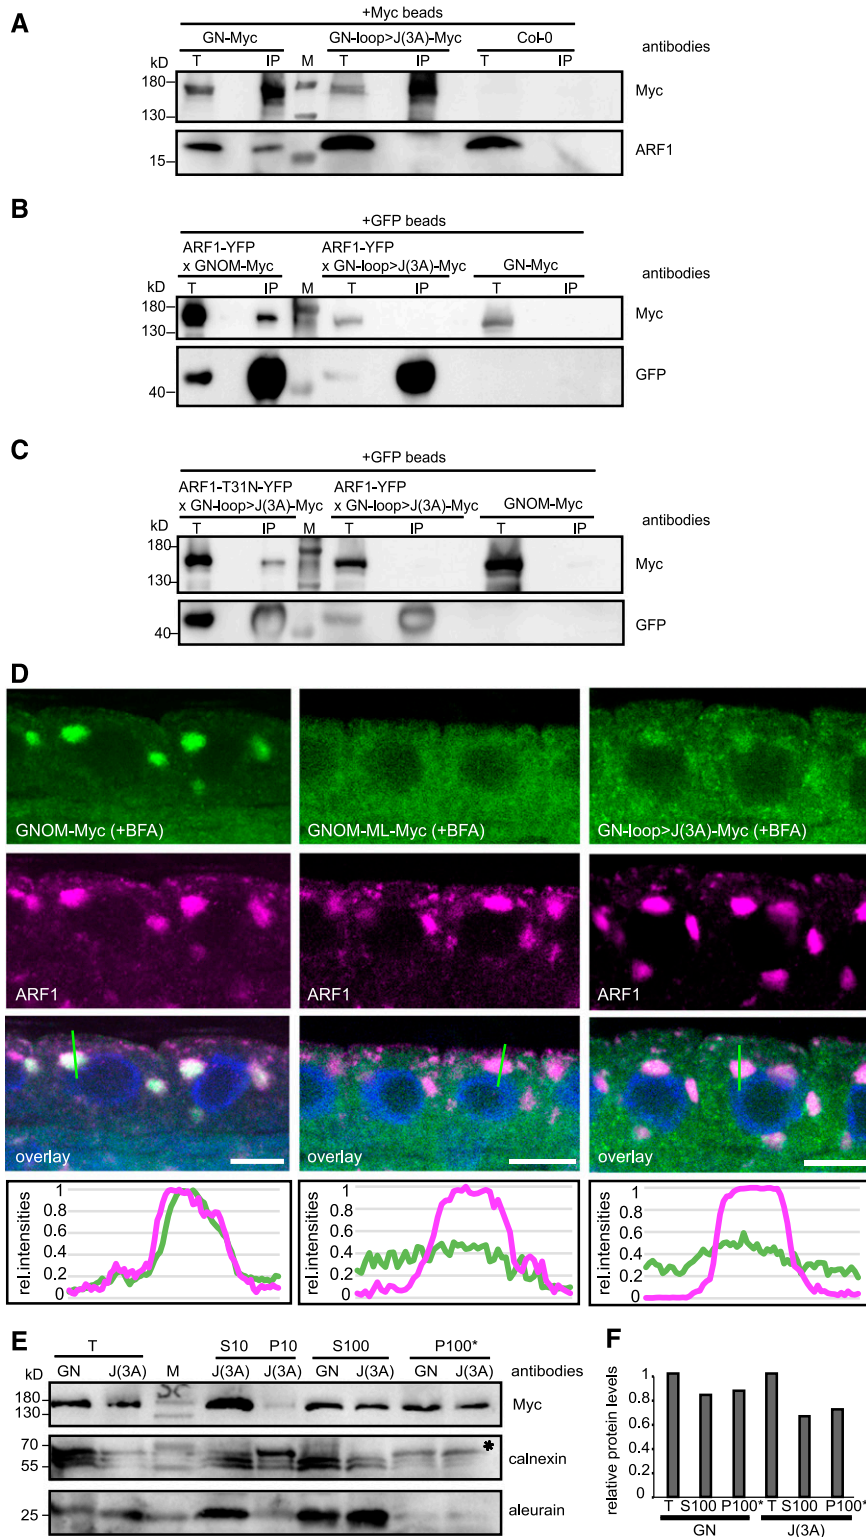 A
+Myc beads
GN-Myc GN-loop>J(3A)-Myc Col-0
antibodies
kD T IP M T IP T IP
180
130
Myc
15
ARF1
B
+GFP beads
ARF1-YFP ARF1-YFP
x GNOM-Myc x GN-loop>J(3A)-Myc GN-Myc
antibodies
kD T IP M T IP T IP
180
130
Myc
40
GFP
C
+GFP beads
ARF1-T31N-YFP ARF1-YFP
x GN-loop>J(3A)-Myc x GN-loop>J(3A)-Myc GNOM-Myc
antibodies
kD T IP M T IP T IP
180
130
Myc
40
GFP
D
GNOM-Myc (+BFA) GNOM-ML-Myc (+BFA) GN-loop>J(3A)-Myc (+BFA)
ARF1 ARF1 ARF1
overlay overlay overlay
rel.intensities 1 0.8 0.6 0.4 0.2 0
rel.intensities 1 0.8 0.6 0.4 0.2 0
rel.intensities 1 0.8 0.6 0.4 0.2 0
E
T S10 P10 S100 P100*
kD GN J(3A) M J(3A) J(3A) GN J(3A) GN J(3A) antibodies
180
130
Myc
70
55
*
calnexin
25
aleurain
F
relative protein levels
1
0.8
0.6
0.4
0.2
0
T S100 P100* T S100 P100*
GN J(3A)